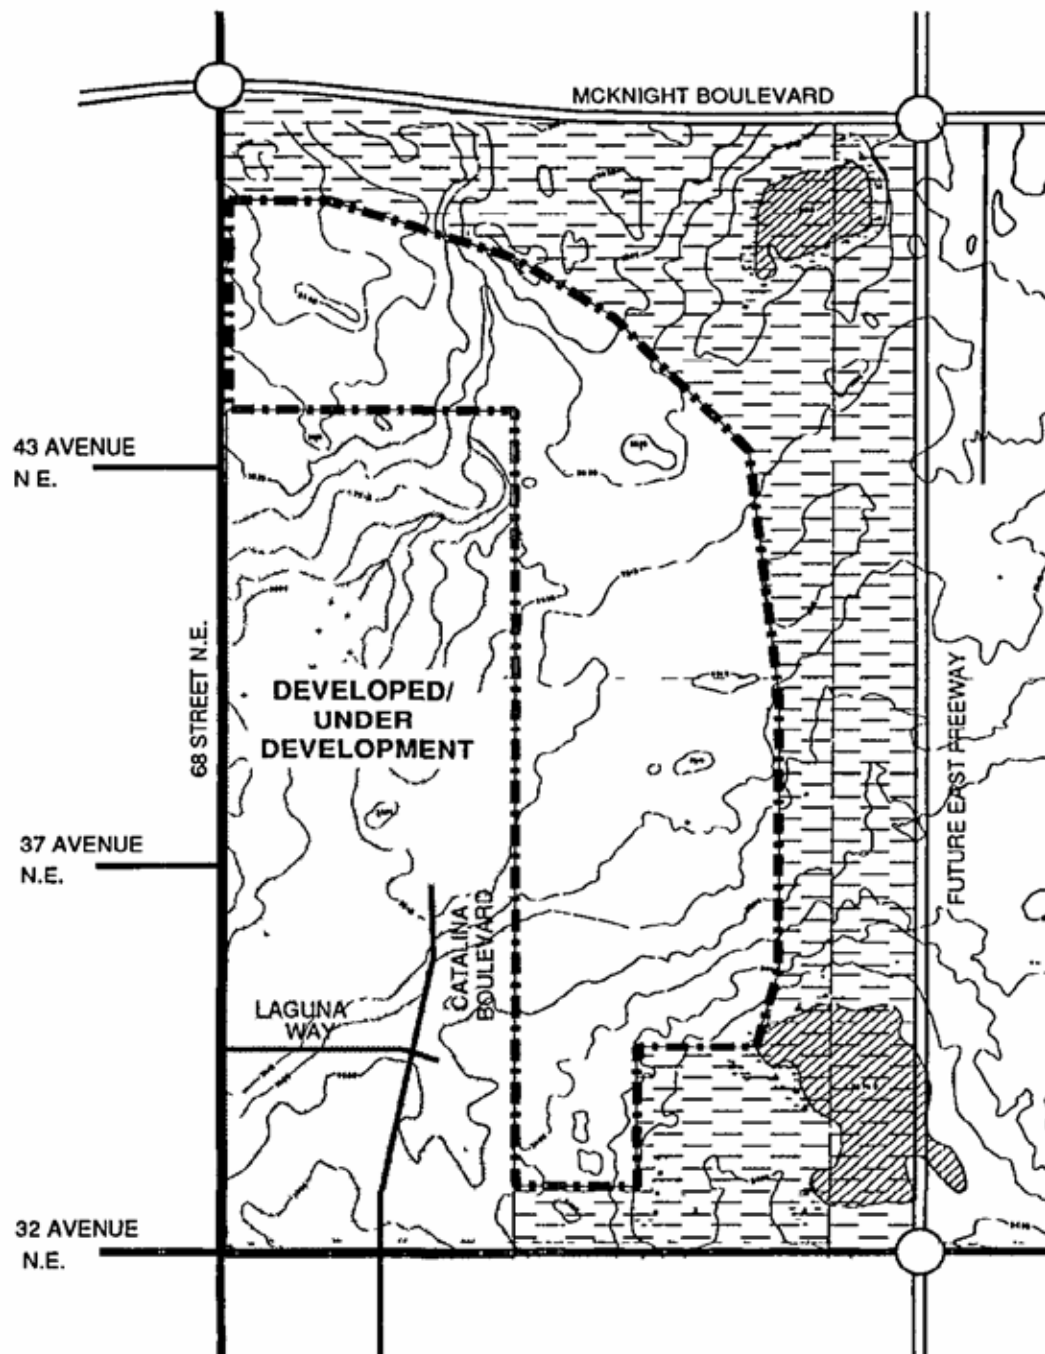 MCKNIGHT BOULEVARD
43 AVENUE
N E.
68 STREET N.E.
DEVELOPED/
UNDER
DEVELOPMENT
FUTURE EAST FREEWAY
37 AVENUE
N.E.
CATALINA
BOULEVARD
LAGUNA
WAY
32 AVENUE
N.E.